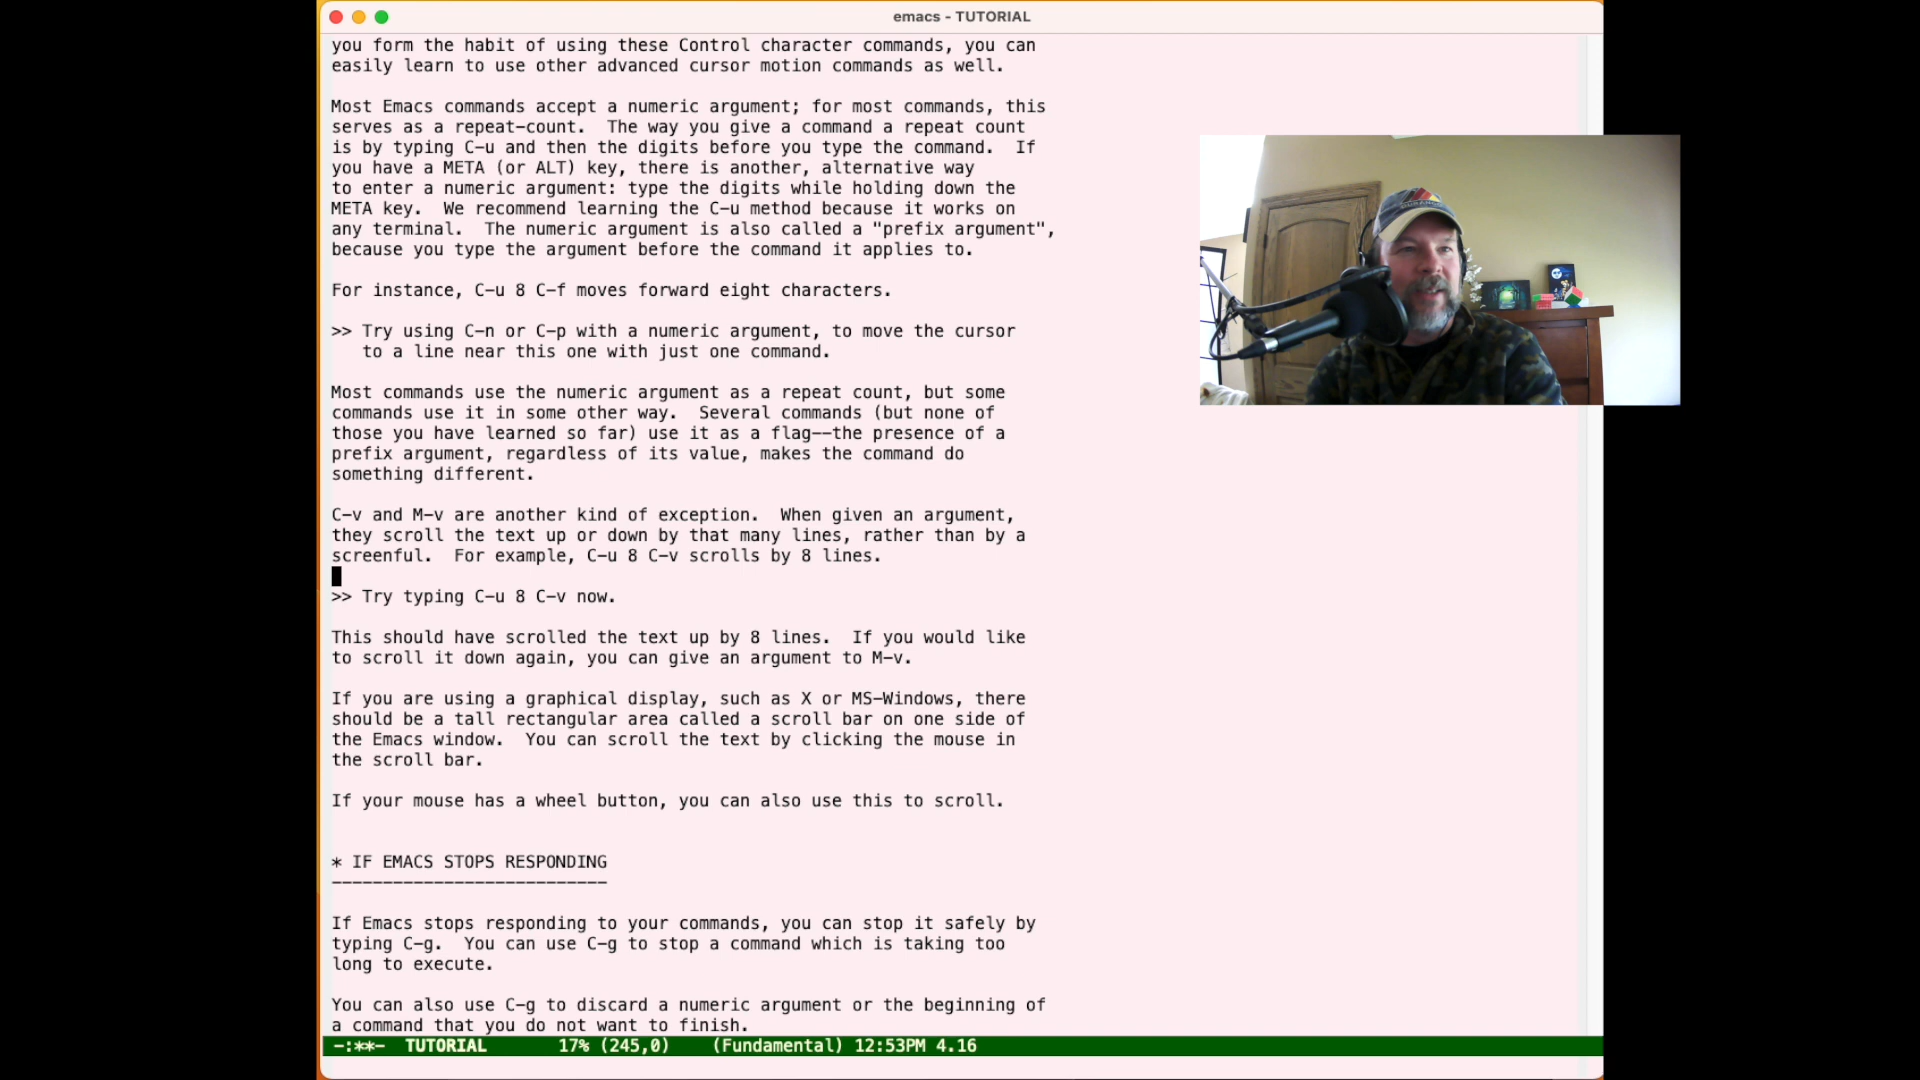 emacs - TUTORIAL
you form the habit of using these Control character commands, you can
easily learn to use other advanced cursor motion commands as well.
Most Emacs commands accept a numeric argument; for most commands, this
serves as a repeat-count.  The way you give a command a repeat count
is by typing C-u and then the digits before you type the command.  If
you have a META (or ALT) key, there is another, alternative way
to enter a numeric argument: type the digits while holding down the
META key.  We recommend learning the C-u method because it works on
any terminal.  The numeric argument is also called a "prefix argument",
because you type the argument before the command it applies to.
For instance, C-u 8 C-f moves forward eight characters.
>> Try using C-n or C-p with a numeric argument, to move the cursor
to a line near this one with just one command.
Most commands use the numeric argument as a repeat count, but some
commands use it in some other way.  Several commands (but none of
those you have learned so far) use it as a flag--the presence of a
prefix argument, regardless of its value, makes the command do
something different.
C-v and M-v are another kind of exception.  When given an argument,
they scroll the text up or down by that many lines, rather than by a
screenful.  For example, C-u 8 C-v scrolls by 8 lines.
>> Try typing C-u 8 C-v now.
This should have scrolled the text up by 8 lines.  If you would like
to scroll it down again, you can give an argument to M-v.
If you are using a graphical display, such as X or MS-Windows, there
should be a tall rectangular area called a scroll bar on one side of
the Emacs window.  You can scroll the text by clicking the mouse in
the scroll bar.
If your mouse has a wheel button, you can also use this to scroll.
* IF EMACS STOPS RESPONDING
---------------------------
If Emacs stops responding to your commands, you can stop it safely by
typing C-g.  You can use C-g to stop a command which is taking too
long to execute.
You can also use C-g to discard a numeric argument or the beginning of
a command that you do not want to finish.
-:**-  TUTORIAL       17% (245,0)    (Fundamental) 12:53PM 4.16